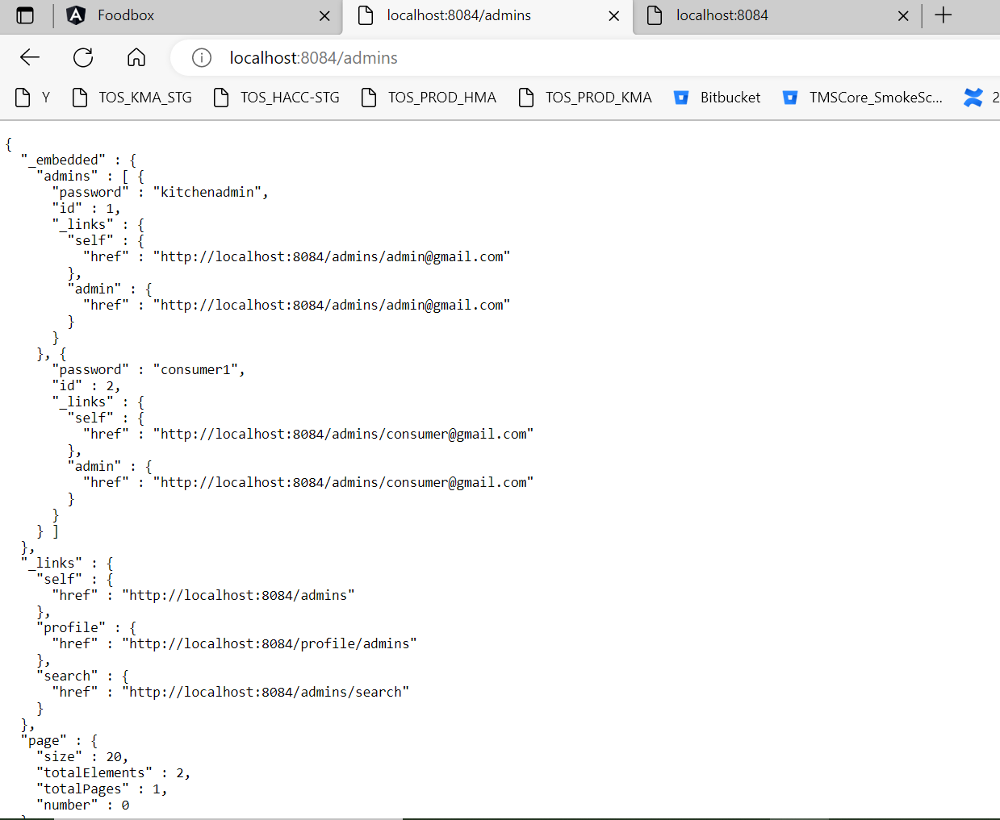 Foodbox
localhost:8084/admins
localhost:8084
localhost:8084/admins
Y TOS_KMA_STG TOS_HACC-STG TOS_PROD_HMA TOS_PROD_KMA Bitbucket TMSCore_SmokeSc... 2
{
  "_embedded" : {
    "admins" : [ {
      "password" : "kitchenadmin",
      "id" : 1,
      "_links" : {
        "self" : {
          "href" : "http://localhost:8084/admins/admin@gmail.com"
        },
        "admin" : {
          "href" : "http://localhost:8084/admins/admin@gmail.com"
        }
      }
    }, {
      "password" : "consumer1",
      "id" : 2,
      "_links" : {
        "self" : {
          "href" : "http://localhost:8084/admins/consumer@gmail.com"
        },
        "admin" : {
          "href" : "http://localhost:8084/admins/consumer@gmail.com"
        }
      }
    } ]
  },
  "_links" : {
    "self" : {
      "href" : "http://localhost:8084/admins"
    },
    "profile" : {
      "href" : "http://localhost:8084/profile/admins"
    },
    "search" : {
      "href" : "http://localhost:8084/admins/search"
    }
  },
  "page" : {
    "size" : 20,
    "totalElements" : 2,
    "totalPages" : 1,
    "number" : 0